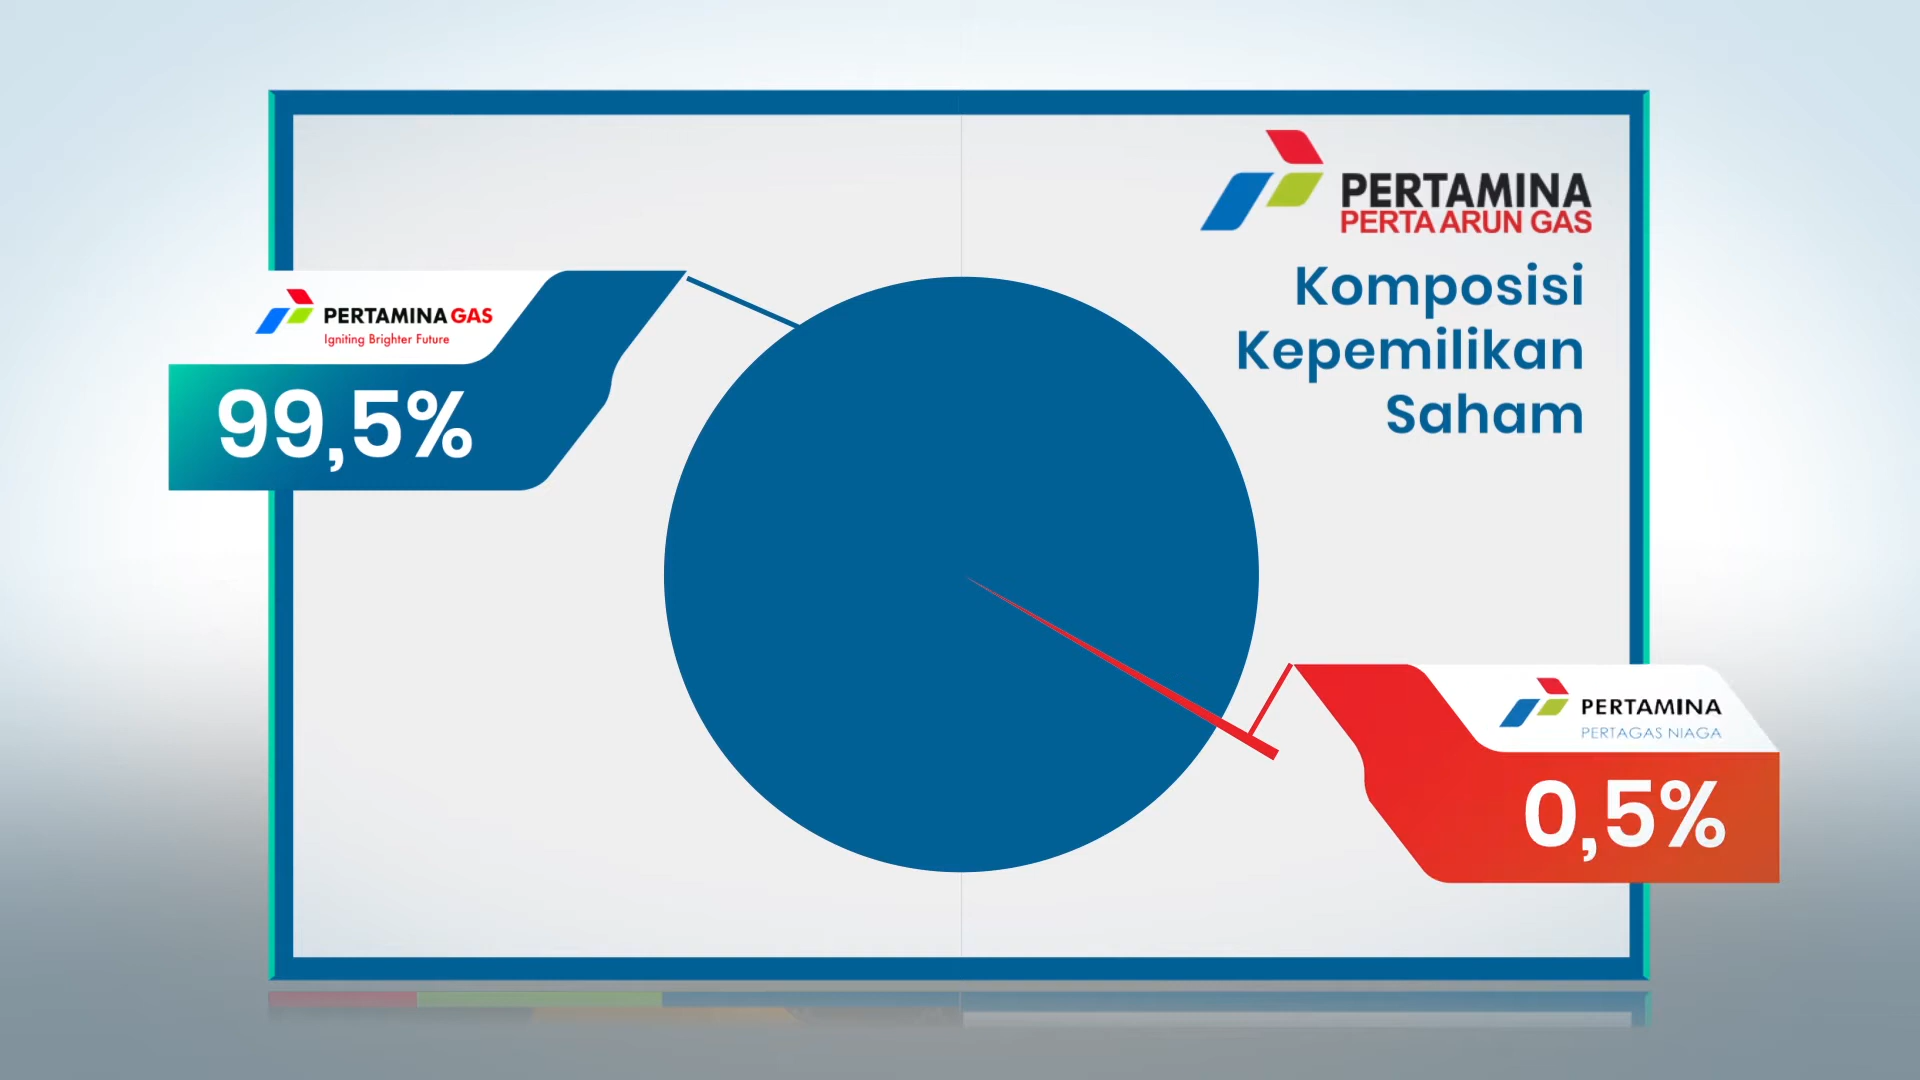 PERTAMINA
PERTA ARUN GAS
Komposisi
Kepemilikan
Saham
PERTAMINA GAS
Igniting Brighter Future
99,5%
PERTAMINA
PERTAGAS NIAGA
0,5%